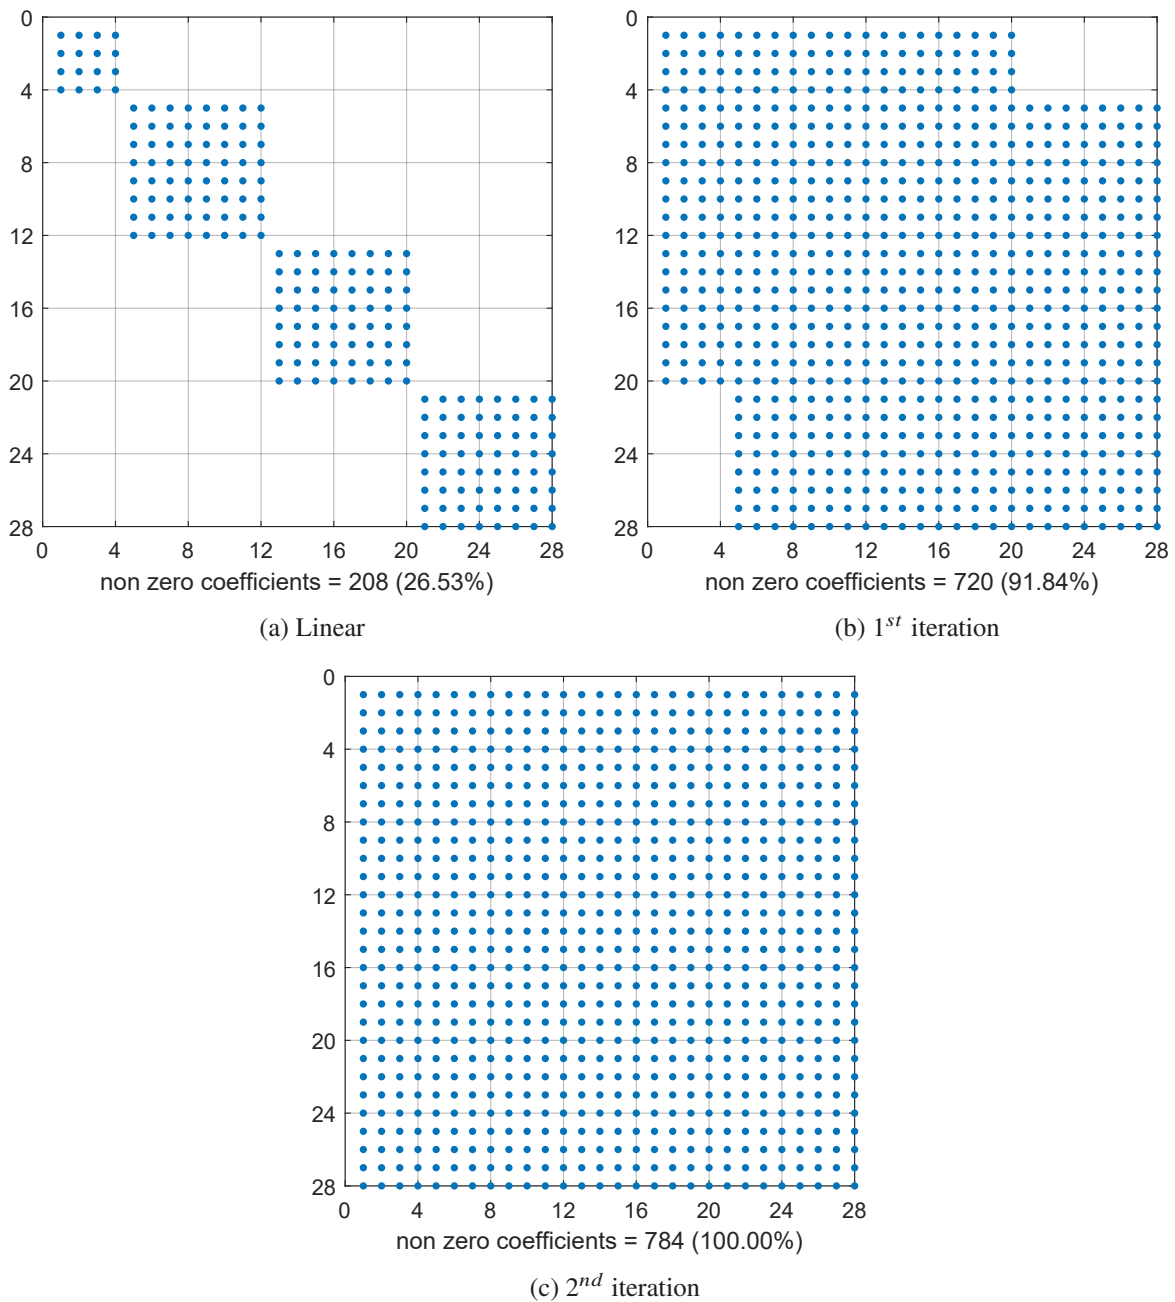 0
4
8
12
16
20
24
28
0 4 8 12 16 20 24 28
non zero coefficients = 208 (26.53%)
(a) Linear
0
4
8
12
16
20
24
28
0 4 8 12 16 20 24 28
non zero coefficients = 720 (91.84%)
(b) 1st iteration
0
4
8
12
16
20
24
28
0 4 8 12 16 20 24 28
non zero coefficients = 784 (100.00%)
(c) 2nd iteration